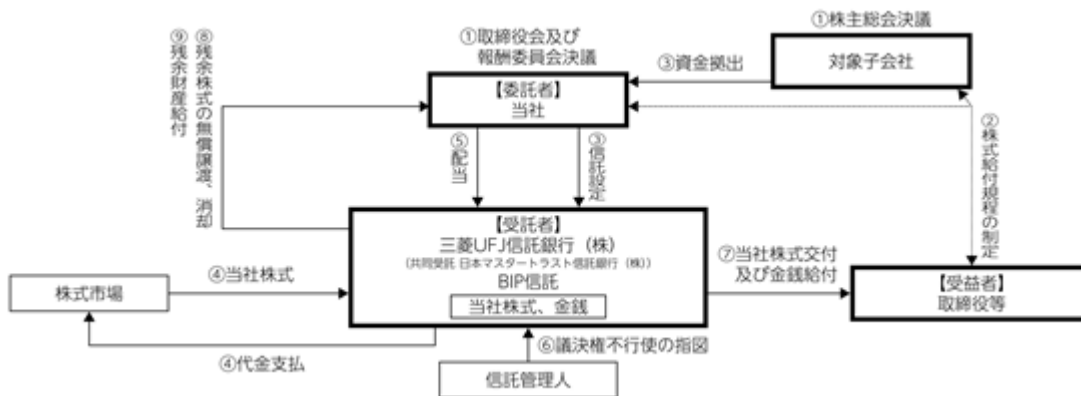 ①株主総会決議
対象子会社
①取締役会及び
報酬委員会決議
③資金拠出
【委託者】
当社
⑨残余財産給付
⑧残余株式の無償譲渡、消却
⑤配当
③信託設定
②株式給付規程の制定
【受託者】
三菱UFJ信託銀行（株）
（共同受託 日本マスタートラスト信託銀行（株））
BIP信託
当社株式、金銭
④当社株式
株式市場
⑦当社株式交付
及び金銭給付
【受益者】
取締役等
④代金支払
⑥議決権不行使の指図
信託管理人